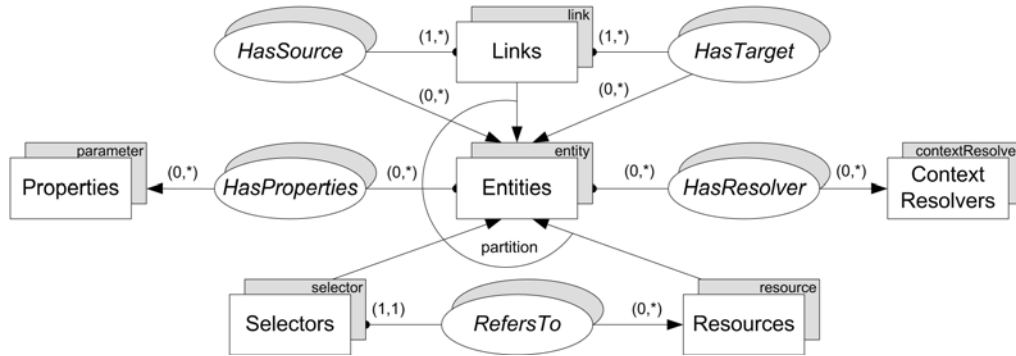 link
HasSource
(1,*)
Links
(1,*)
HasTarget
(0,*)
(0,*)
parameter
entity
contextResolve
Properties
(0,*)
HasProperties
(0,*)
Entities
(0,*)
HasResolver
(0,*)
Context
Resolvers
partition
selector
resource
Selectors
(1,1)
RefersTo
(0,*)
Resources